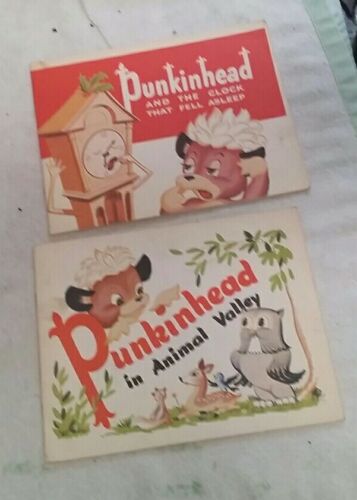 Punkinhead
AND THE CLOCK
THAT FELL ASLEEP
Punkinhead
in Animal Valley